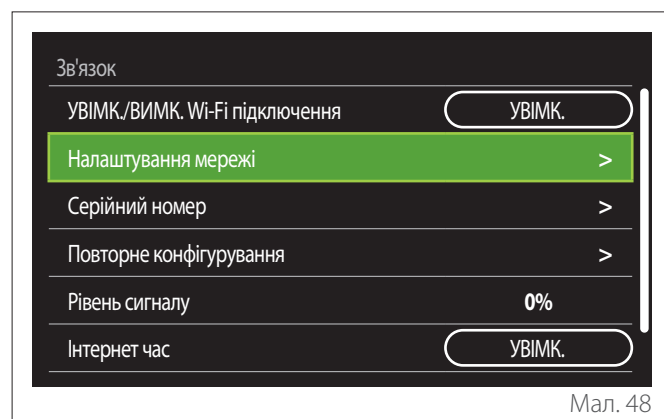 Зв'язок
УВІМК./ВИМК. Wi-Fi підключення УВІМК.
Налаштування мережі >
Серійний номер >
Повторне конфігурування >
Рівень сигналу 0%
Інтернет час УВІМК.
Мал. 48